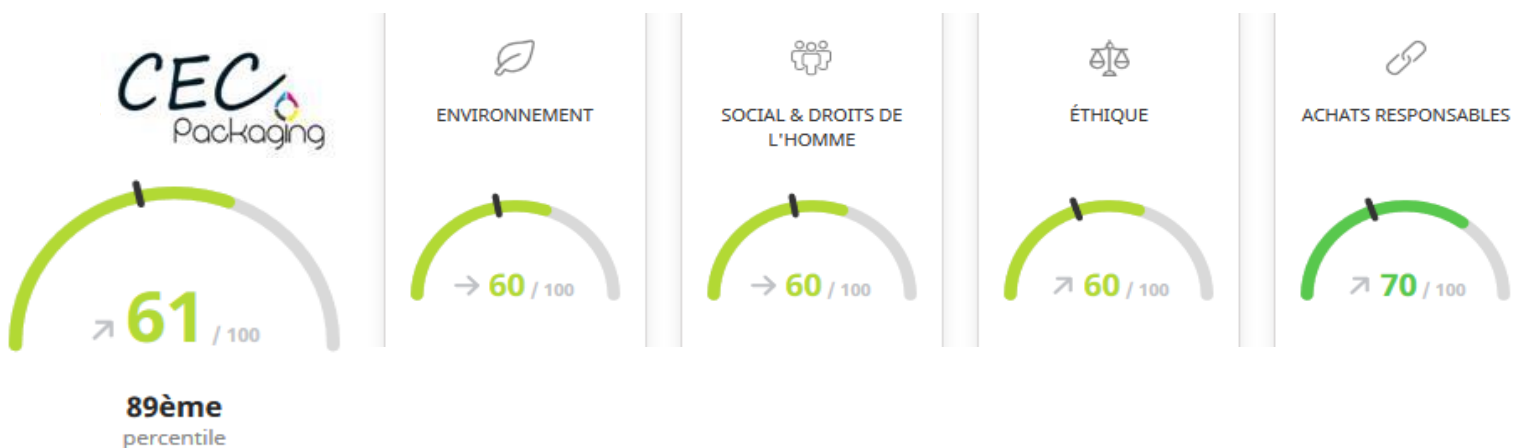 CEC
Packaging
61 / 100
89ème
percentile
ENVIRONNEMENT
60 / 100
SOCIAL & DROITS DE
L'HOMME
60 / 100
ÉTHIQUE
60 / 100
ACHATS RESPONSABLES
70 / 100